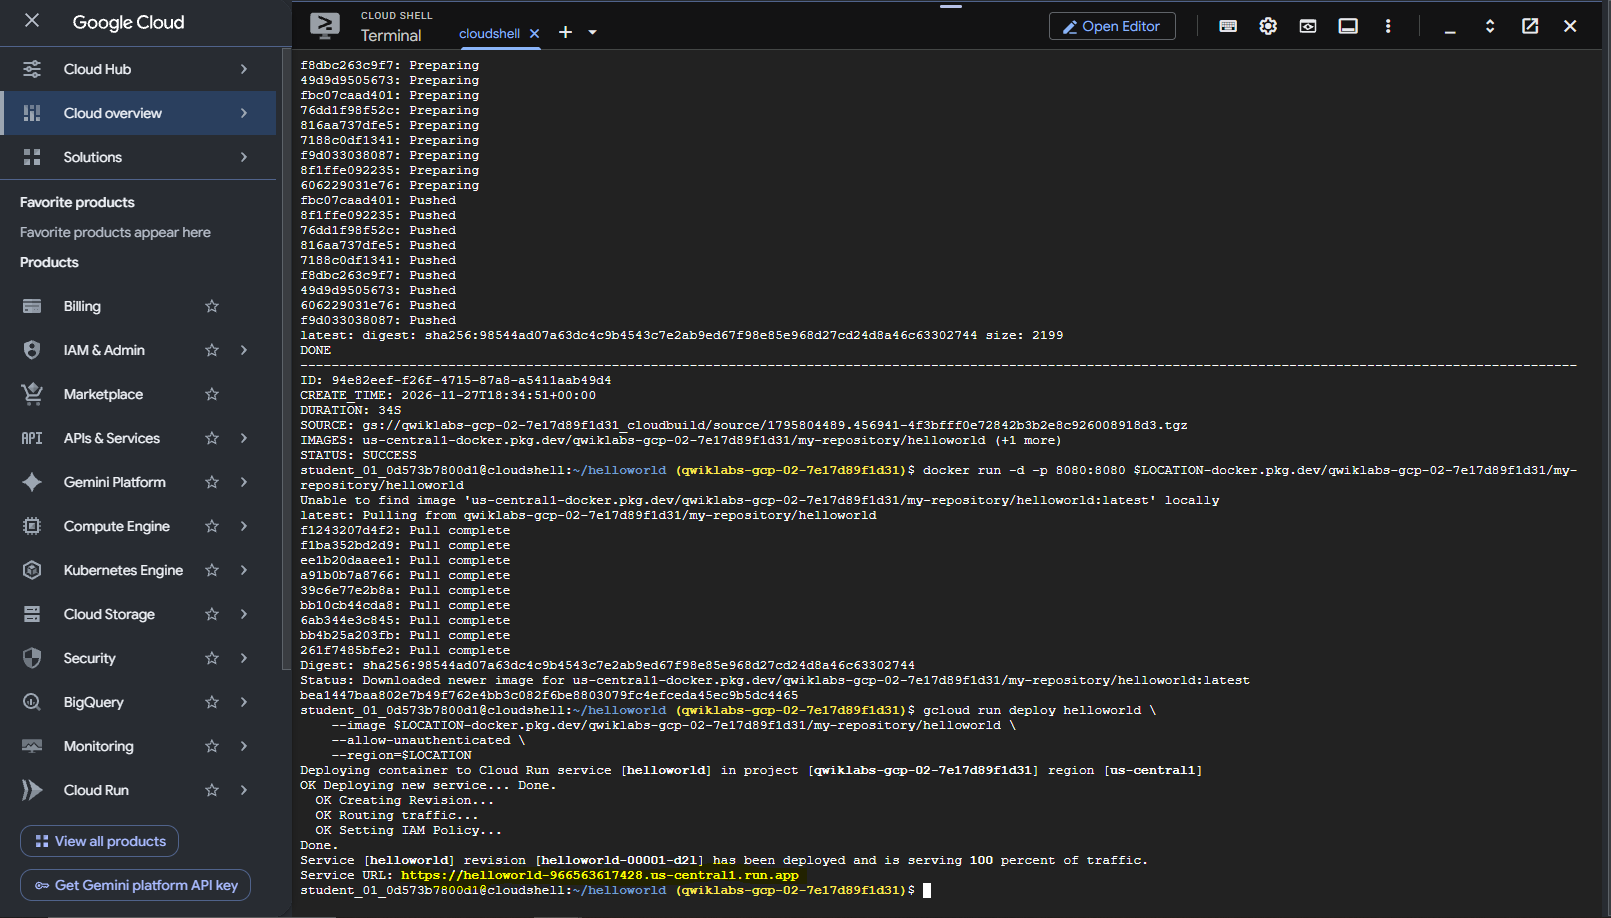 Google Cloud
Cloud Hub
Cloud overview
Solutions
Favorite products
Favorite products appear here
Products
Billing
IAM & Admin
Marketplace
API APIs & Services
Gemini Platform
Compute Engine
Kubernetes Engine
Cloud Storage
Security
BigQuery
Monitoring
Cloud Run
View all products
Get Gemini platform API key
CLOUD SHELL
Terminal
cloudshell
Open Editor
f8dbc263c9f7: Preparing
49d9d9505673: Preparing
fbc07caad401: Preparing
76dd1f98f52c: Preparing
816aa737dfe5: Preparing
7188c0df1341: Preparing
f9d033038087: Preparing
8f1ffe092235: Preparing
606229031e76: Preparing
fbc07caad401: Pushed
8f1ffe092235: Pushed
76dd1f98f52c: Pushed
816aa737dfe5: Pushed
7188c0df1341: Pushed
f8dbc263c9f7: Pushed
49d9d9505673: Pushed
606229031e76: Pushed
f9d033038087: Pushed
latest: digest: sha256:98544ad07a63dc4c9b4543c7e2ab9ed67f98e85e968d27cd24d8a46c63302744 size: 2199
DONE
--------------------------------------------------------------------------------------------------------------------------------------------------------------------
ID: 94e82eef-f26f-4715-87a8-a5411aab49d4
CREATE_TIME: 2026-11-27T18:34:51+00:00
DURATION: 34S
SOURCE: gs://qwiklabs-gcp-02-7e17d89f1d31_cloudbuild/source/1795804489.456941-4f3bfff0e72842b3b2e8c926008918d3.tgz
IMAGES: us-central1-docker.pkg.dev/qwiklabs-gcp-02-7e17d89f1d31/my-repository/helloworld (+1 more)
STATUS: SUCCESS
student_01_0d573b7800d1@cloudshell:~/helloworld (qwiklabs-gcp-02-7e17d89f1d31)$ docker run -d -p 8080:8080 $LOCATION-docker.pkg.dev/qwiklabs-gcp-02-7e17d89f1d31/my-
repository/helloworld
Unable to find image 'us-central1-docker.pkg.dev/qwiklabs-gcp-02-7e17d89f1d31/my-repository/helloworld:latest' locally
latest: Pulling from qwiklabs-gcp-02-7e17d89f1d31/my-repository/helloworld
f1243207d4f2: Pull complete
f1ba352bd2d9: Pull complete
ee1b20daaee1: Pull complete
a91b0b7a8766: Pull complete
39c6e77e2b8a: Pull complete
bb10cb44cda8: Pull complete
6ab344e3c845: Pull complete
bb4b25a203fb: Pull complete
261f7485bfe2: Pull complete
Digest: sha256:98544ad07a63dc4c9b4543c7e2ab9ed67f98e85e968d27cd24d8a46c63302744
Status: Downloaded newer image for us-central1-docker.pkg.dev/qwiklabs-gcp-02-7e17d89f1d31/my-repository/helloworld:latest
bea1447baa802e7b49f762e4bb3c082f6be8803079fc4efceda45ec9b5dc4465
student_01_0d573b7800d1@cloudshell:~/helloworld (qwiklabs-gcp-02-7e17d89f1d31)$ gcloud run deploy helloworld \
--image $LOCATION-docker.pkg.dev/qwiklabs-gcp-02-7e17d89f1d31/my-repository/helloworld \
--allow-unauthenticated \
--region=$LOCATION
Deploying container to Cloud Run service [helloworld] in project [qwiklabs-gcp-02-7e17d89f1d31] region [us-central1]
OK Deploying new service... Done.
OK Creating Revision...
OK Routing traffic...
OK Setting IAM Policy...
Done.
Service [helloworld] revision [helloworld-00001-d2l] has been deployed and is serving 100 percent of traffic.
Service URL: https://helloworld-966563617428.us-central1.run.app
student_01_0d573b7800d1@cloudshell:~/helloworld (qwiklabs-gcp-02-7e17d89f1d31)$